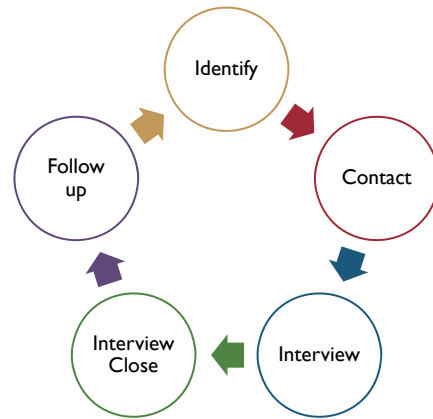 Identify
Contact
Interview
Interview
Close
Follow
up